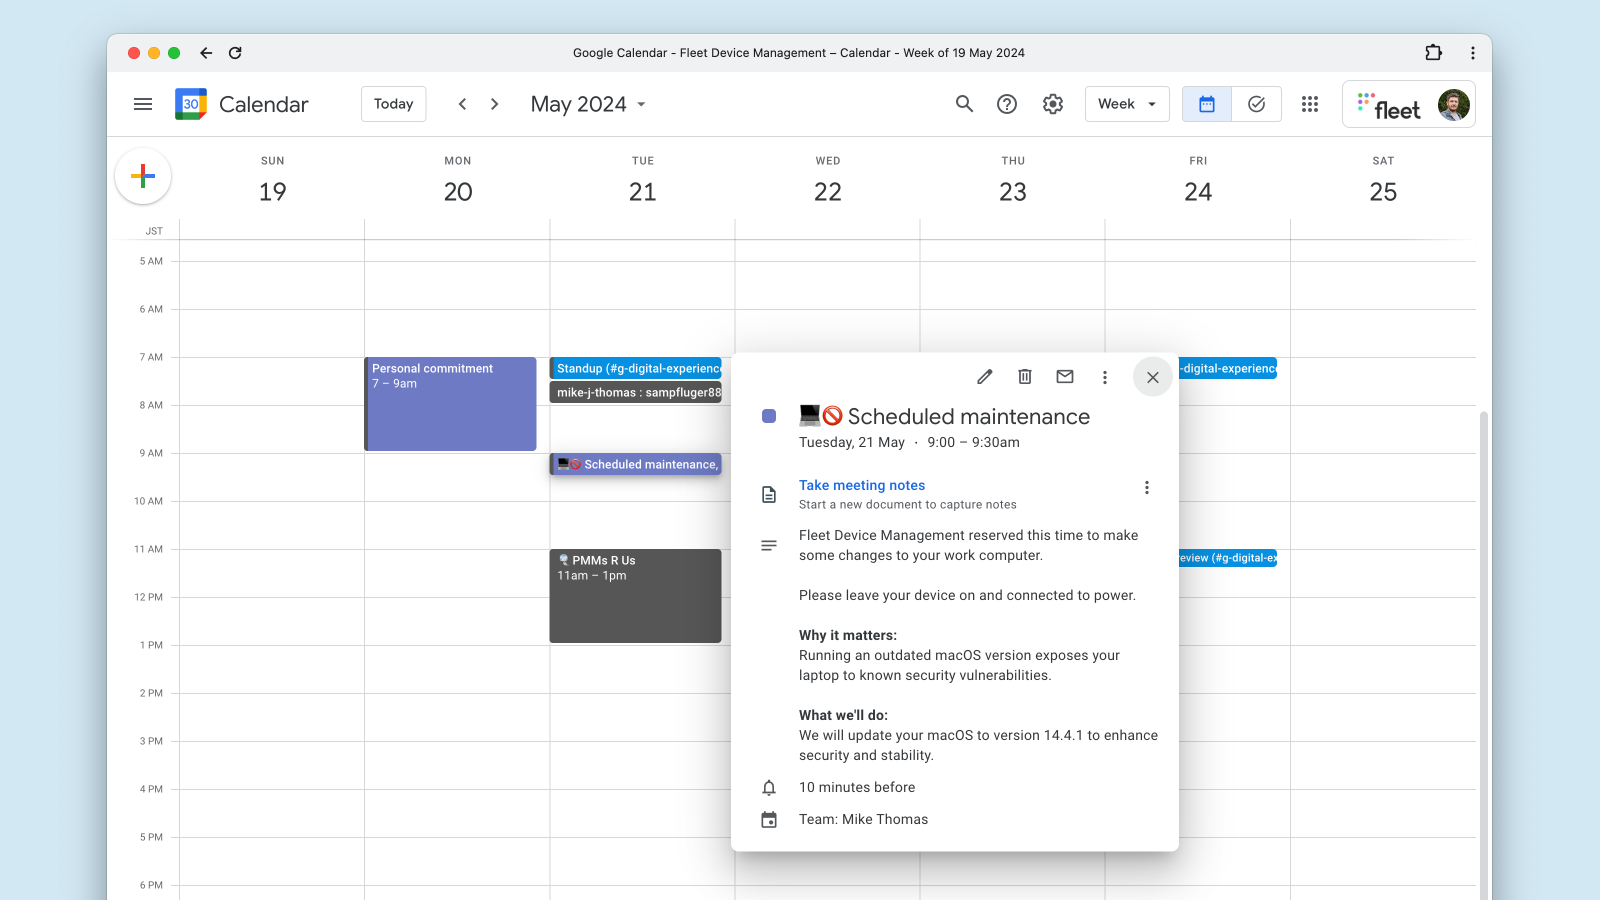 Google Calendar - Fleet Device Management – Calendar - Week of 19 May 2024
30 Calendar
Today
May 2024
Week
fleet
SUN
MON
TUE
WED
THU
FRI
SAT
19
20
21
22
23
24
25
JST
5 AM
6 AM
7 AM
8 AM
9 AM
10 AM
11 AM
12 PM
1 PM
2 PM
3 PM
4 PM
5 PM
6 PM
Personal commitment
7 – 9am
Standup (#g-digital-experience
mike-j-thomas : sampfluger88
Scheduled maintenance,
PMMs R Us
11am – 1pm
-digital-experience
eview (#g-digital-ex
Scheduled maintenance
Tuesday, 21 May · 9:00 – 9:30am
Take meeting notes
Start a new document to capture notes
Fleet Device Management reserved this time to make
some changes to your work computer.
Please leave your device on and connected to power.
Why it matters:
Running an outdated macOS version exposes your
laptop to known security vulnerabilities.
What we'll do:
We will update your macOS to version 14.4.1 to enhance
security and stability.
10 minutes before
Team: Mike Thomas